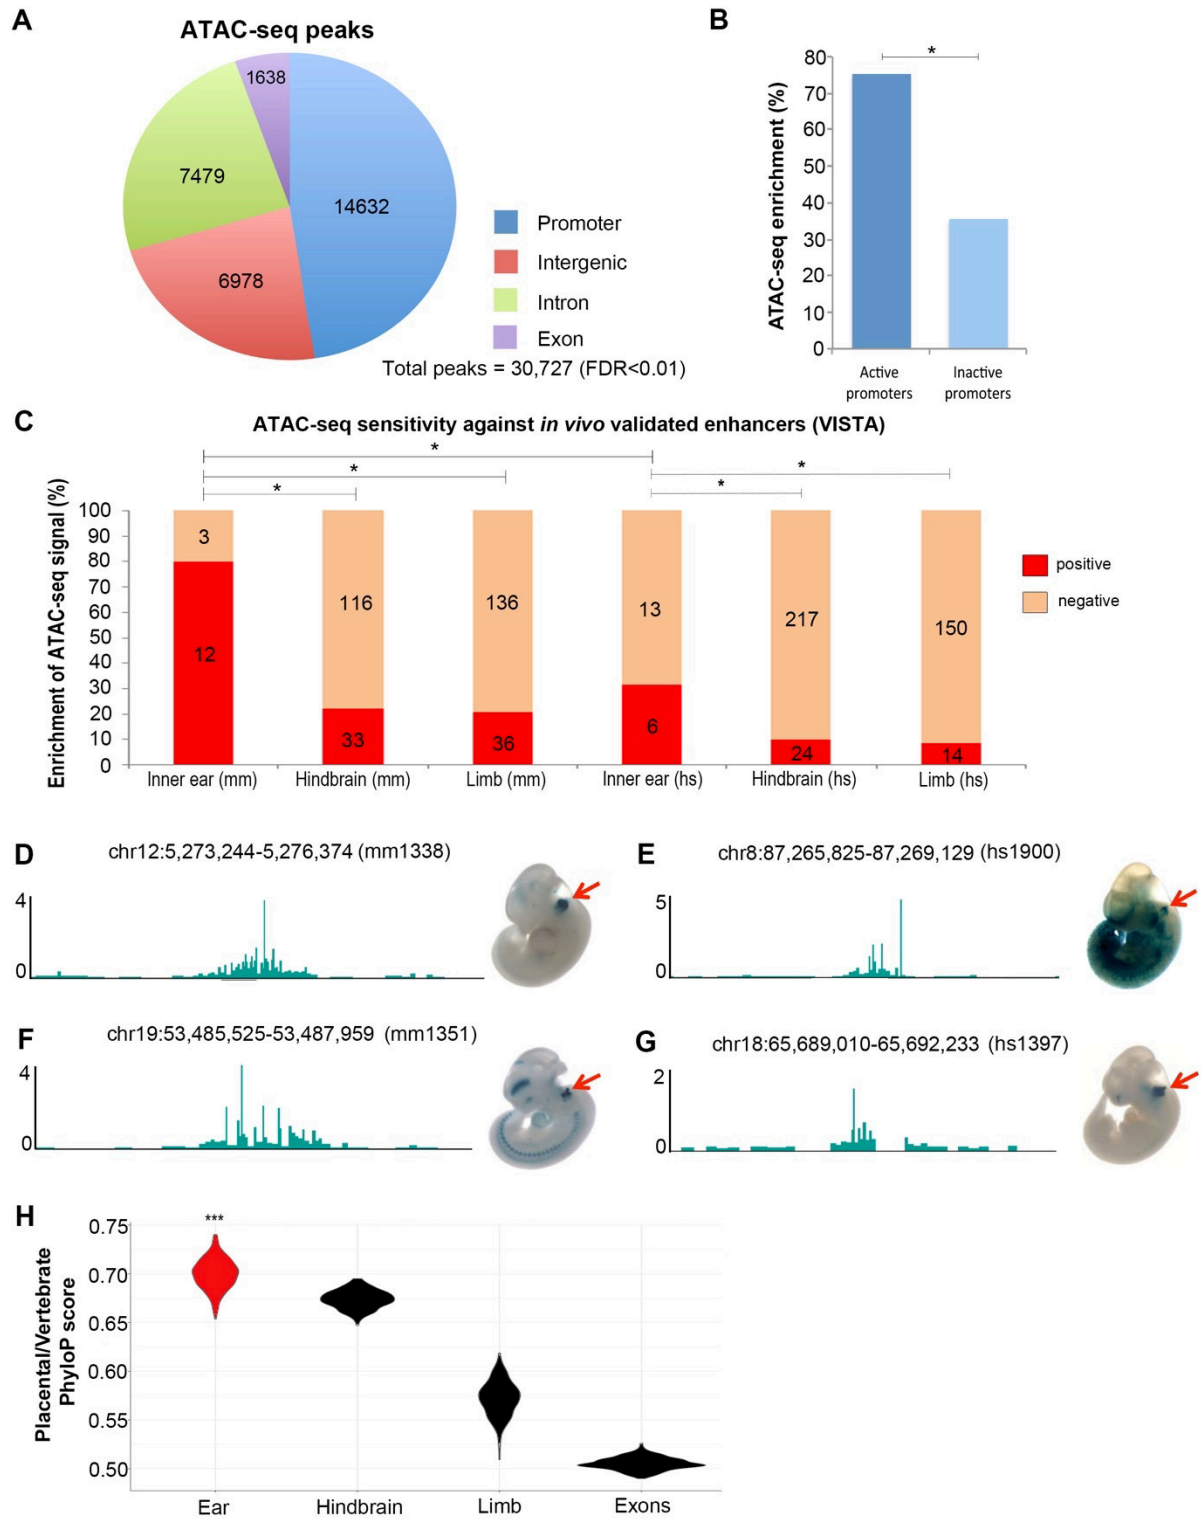 A
ATAC-seq peaks
1638
7479
14632
6978
Promoter
Intergenic
Intron
Exon
Total peaks = 30,727 (FDR<0.01)
B
ATAC-seq enrichment (%)
80
70
60
50
40
30
20
10
0
*
Active
promoters
Inactive
promoters
C
ATAC-seq sensitivity against in vivo validated enhancers (VISTA)
*
*
*
*
*
Enrichment of ATAC-seq signal (%)
100
90
80
70
60
50
40
30
20
10
0
3
116
136
13
217
150
12
33
36
6
24
14
Inner ear (mm)
Hindbrain (mm)
Limb (mm)
Inner ear (hs)
Hindbrain (hs)
Limb (hs)
positive
negative
D
chr12:5,273,244-5,276,374 (mm1338)
4
0
E
chr8:87,265,825-87,269,129 (hs1900)
5
0
F
chr19:53,485,525-53,487,959 (mm1351)
4
0
G
chr18:65,689,010-65,692,233 (hs1397)
2
0
H
Placental/Vertebrate
PhyloP score
0.75
0.70
0.65
0.60
0.55
0.50
***
Ear
Hindbrain
Limb
Exons